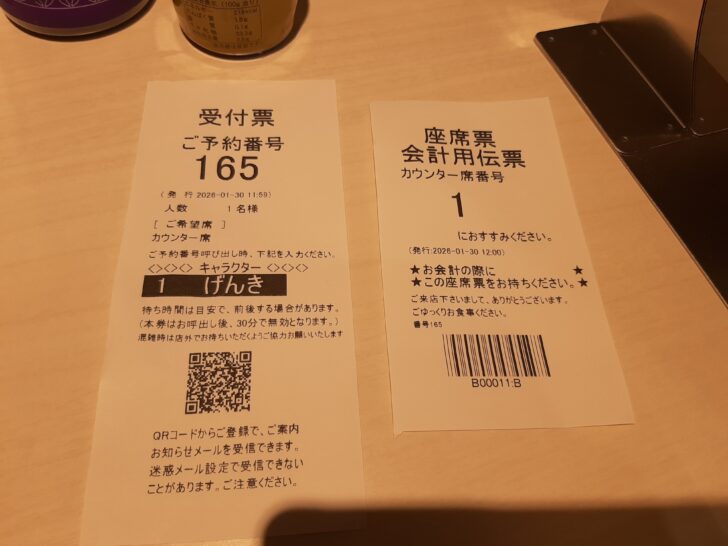 受付票
ご予約番号
165
(発 行 2026-01-30 11:59)
人数 1 名様
[ ご希望席 ]
カウンター席
ご予約番号呼び出し時、下記を入力ください。
<><><> キャラクター <><><>
1 げんき
待ち時間は目安で、前後する場合があります。
(本券はお呼出し後、30分で無効となります。)
混雑時は店外でお待ちいただくようご協力お願いいたします
QRコードからご登録で、ご案内
お知らせメールを受信できます。
迷惑メール設定で受信できない
ことがあります。ご注意ください。
座席票
会計用伝票
カウンター席番号
1
におすすみください。
(発行:2026-01-30 12:00)
★お会計の際に ★
★この座席票をお持ちください。★
ご来店下さいまして、ありがとうございます。
ごゆっくりお食事ください。
番号165
B00011:B